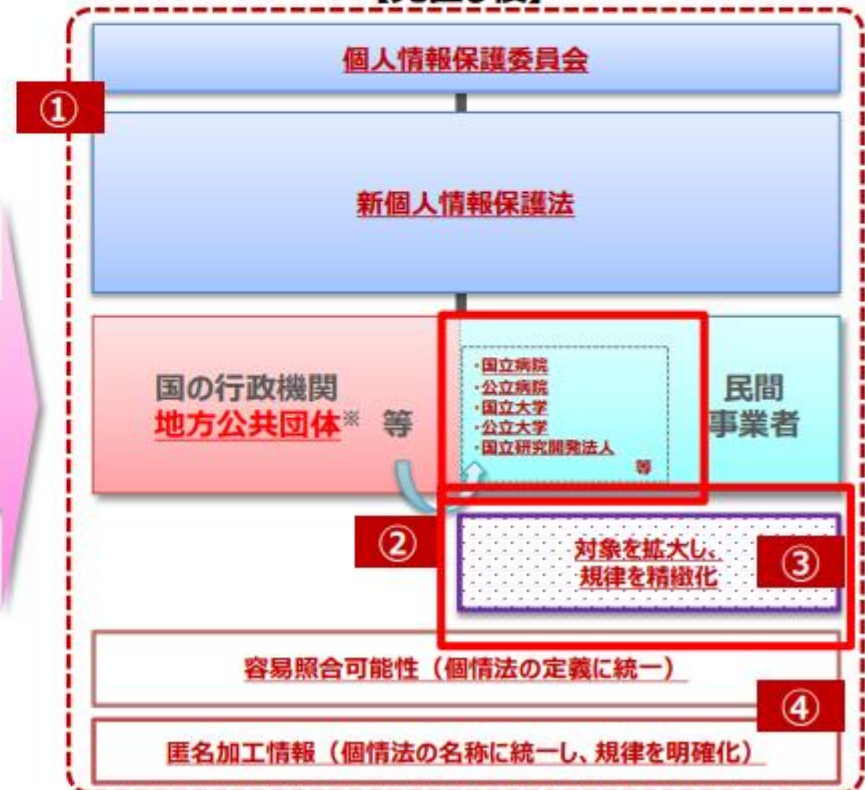 個人情報保護委員会
①
新個人情報保護法
国の行政機関
地方公共団体※ 等
・国立病院
・公立病院
・国立大学
・公立大学
・国立研究開発法人
等
民間
事業者
②
対象を拡大し、
規律を精緻化
③
容易照合可能性（個情法の定義に統一）
④
匿名加工情報（個情法の名称に統一し、規律を明確化）